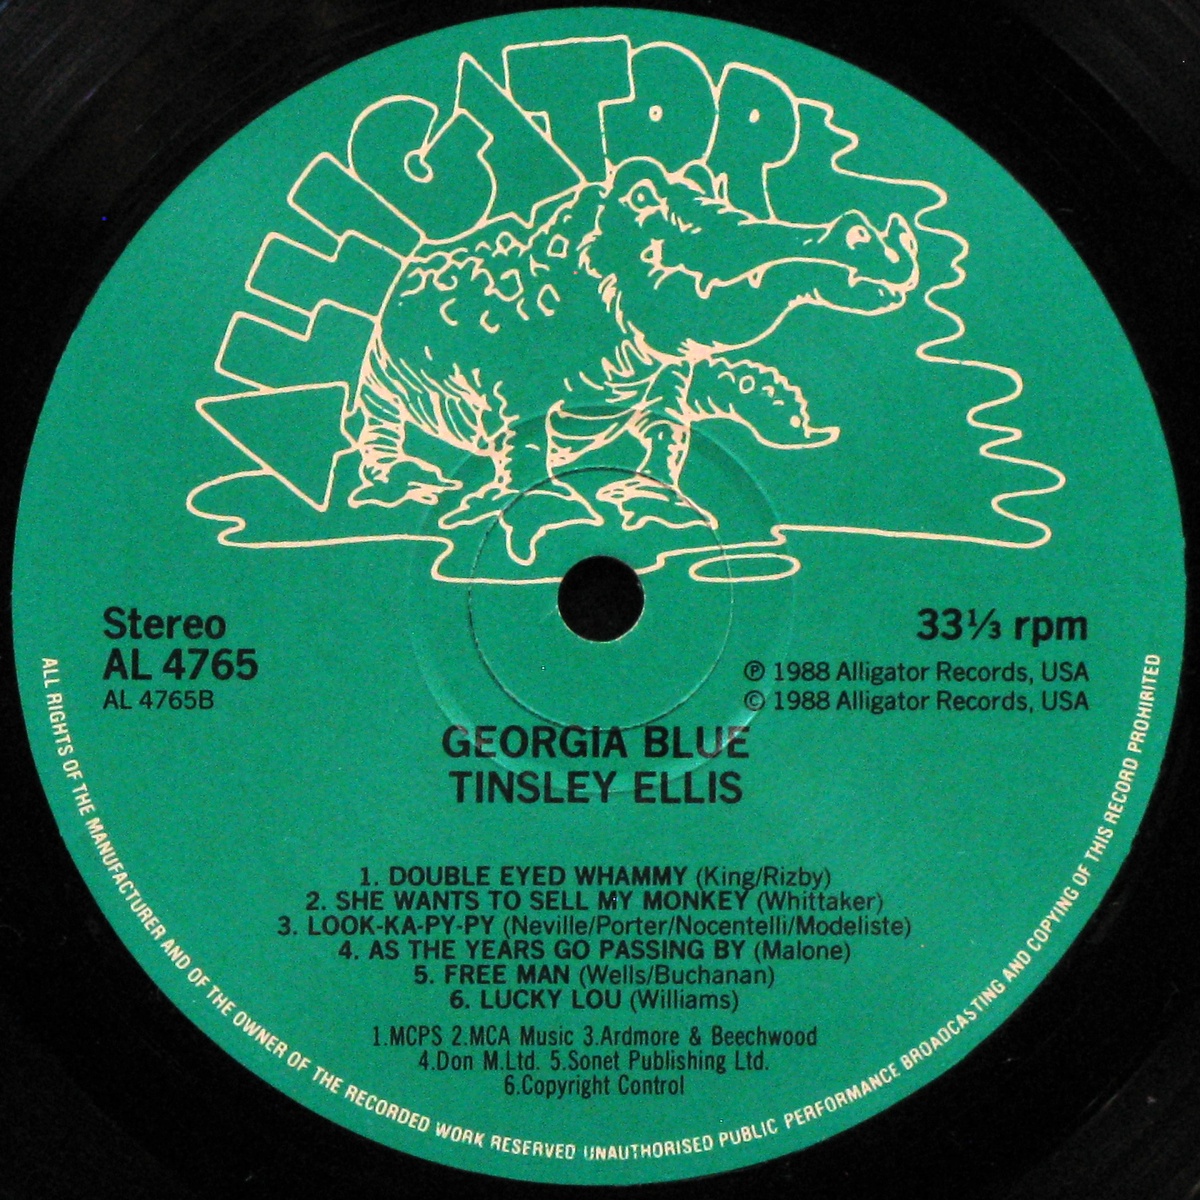 ALLIGATOR
Stereo
AL 4765
AL 4765B
33⅓ rpm
℗ 1988 Alligator Records, USA
© 1988 Alligator Records, USA
GEORGIA BLUE
TINSLEY ELLIS
1. DOUBLE EYED WHAMMY (King/Rizby)
2. SHE WANTS TO SELL MY MONKEY (Whittaker)
3. LOOK-KA-PY-PY (Neville/Porter/Nocentelli/Modeliste)
4. AS THE YEARS GO PASSING BY (Malone)
5. FREE MAN (Wells/Buchanan)
6. LUCKY LOU (Williams)
1.MCPS 2.MCA Music 3.Ardmore & Beechwood
4.Don M.Ltd. 5.Sonet Publishing Ltd.
6.Copyright Control
ALL RIGHTS OF THE MANUFACTURER AND OF THE OWNER OF THE RECORDED WORK RESERVED UNAUTHORISED PUBLIC PERFORMANCE BROADCASTING AND COPYING OF THIS RECORD PROHIBITED